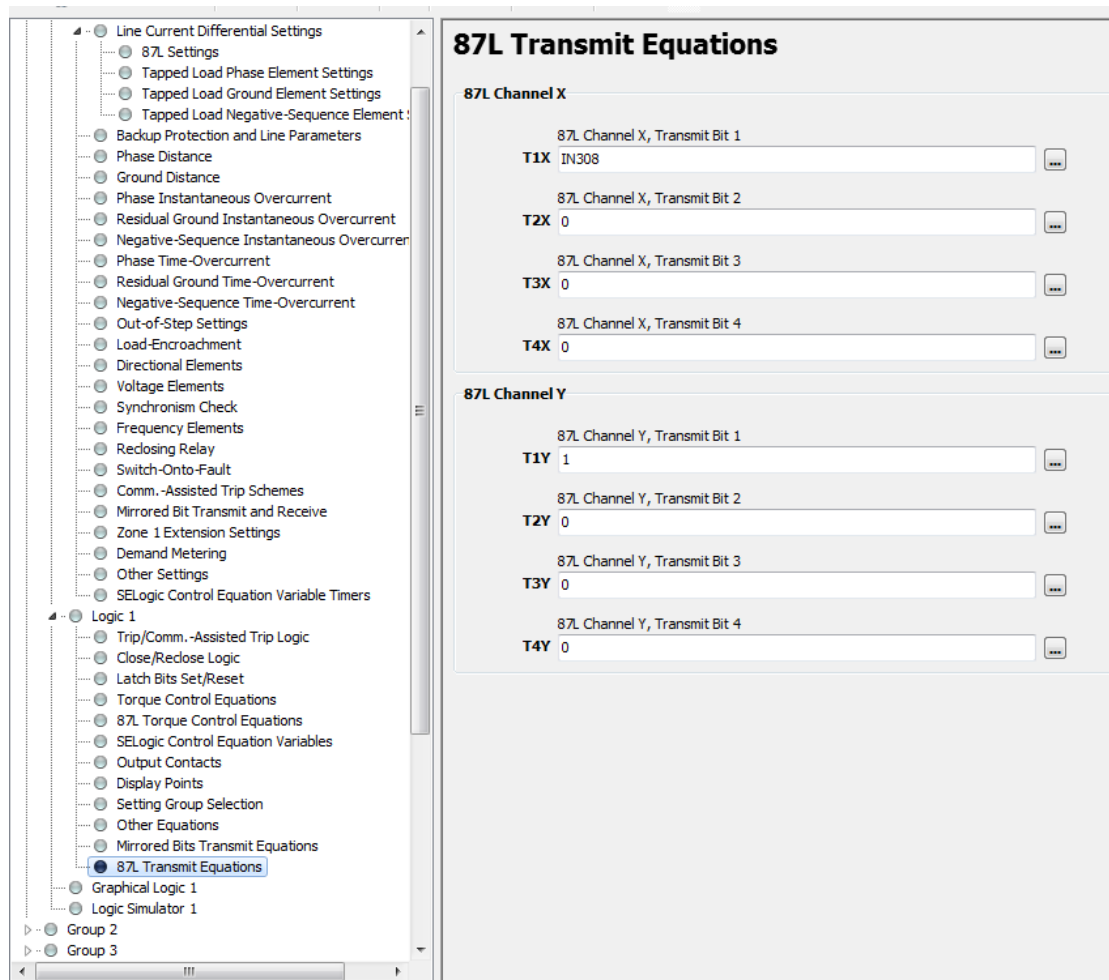 Line Current Differential Settings
87L Settings
Tapped Load Phase Element Settings
Tapped Load Ground Element Settings
Tapped Load Negative-Sequence Element
Backup Protection and Line Parameters
Phase Distance
Ground Distance
Phase Instantaneous Overcurrent
Residual Ground Instantaneous Overcurrent
Negative-Sequence Instantaneous Overcurren
Phase Time-Overcurrent
Residual Ground Time-Overcurrent
Negative-Sequence Time-Overcurrent
Out-of-Step Settings
Load-Encroachment
Directional Elements
Voltage Elements
Synchronism Check
Frequency Elements
Reclosing Relay
Switch-Onto-Fault
Comm.-Assisted Trip Schemes
Mirrored Bit Transmit and Receive
Zone 1 Extension Settings
Demand Metering
Other Settings
SELogic Control Equation Variable Timers
Logic 1
Trip/Comm.-Assisted Trip Logic
Close/Reclose Logic
Latch Bits Set/Reset
Torque Control Equations
87L Torque Control Equations
SELogic Control Equation Variables
Output Contacts
Display Points
Setting Group Selection
Other Equations
Mirrored Bits Transmit Equations
87L Transmit Equations
Graphical Logic 1
Logic Simulator 1
Group 2
Group 3
87L Transmit Equations
87L Channel X
87L Channel X, Transmit Bit 1
T1X IN308 ...
87L Channel X, Transmit Bit 2
T2X 0 ...
87L Channel X, Transmit Bit 3
T3X 0 ...
87L Channel X, Transmit Bit 4
T4X 0 ...
87L Channel Y
87L Channel Y, Transmit Bit 1
T1Y 1 ...
87L Channel Y, Transmit Bit 2
T2Y 0 ...
87L Channel Y, Transmit Bit 3
T3Y 0 ...
87L Channel Y, Transmit Bit 4
T4Y 0 ...